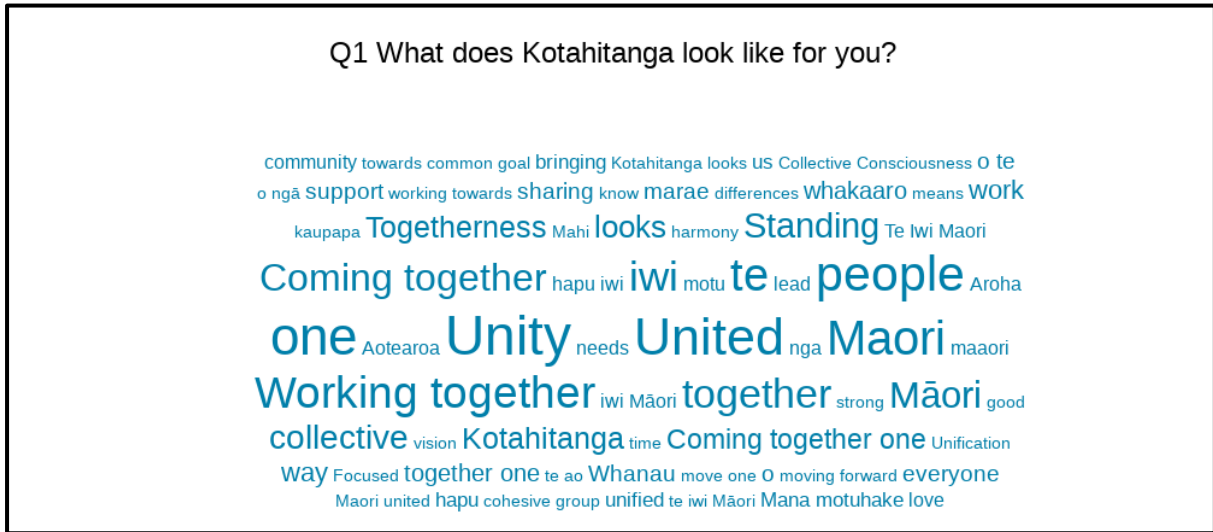 Q1 What does Kotahitanga look like for you?
community towards common goal bringing Kotahitanga looks us Collective Consciousness o te
o ngā support working towards sharing know marae differences whakaaro means work
kaupapa Togetherness Mahi looks harmony Standing Te Iwi Maori
Coming together hapu iwi iwi motu te lead people Aroha
one Aotearoa Unity needs United nga Maori maaori
Working together iwi Māori together strong Māori good
collective vision Kotahitanga time Coming together one Unification
way Focused together one te ao Whanau move one o moving forward everyone
Maori united hapu cohesive group unified te iwi Māori Mana motuhake love